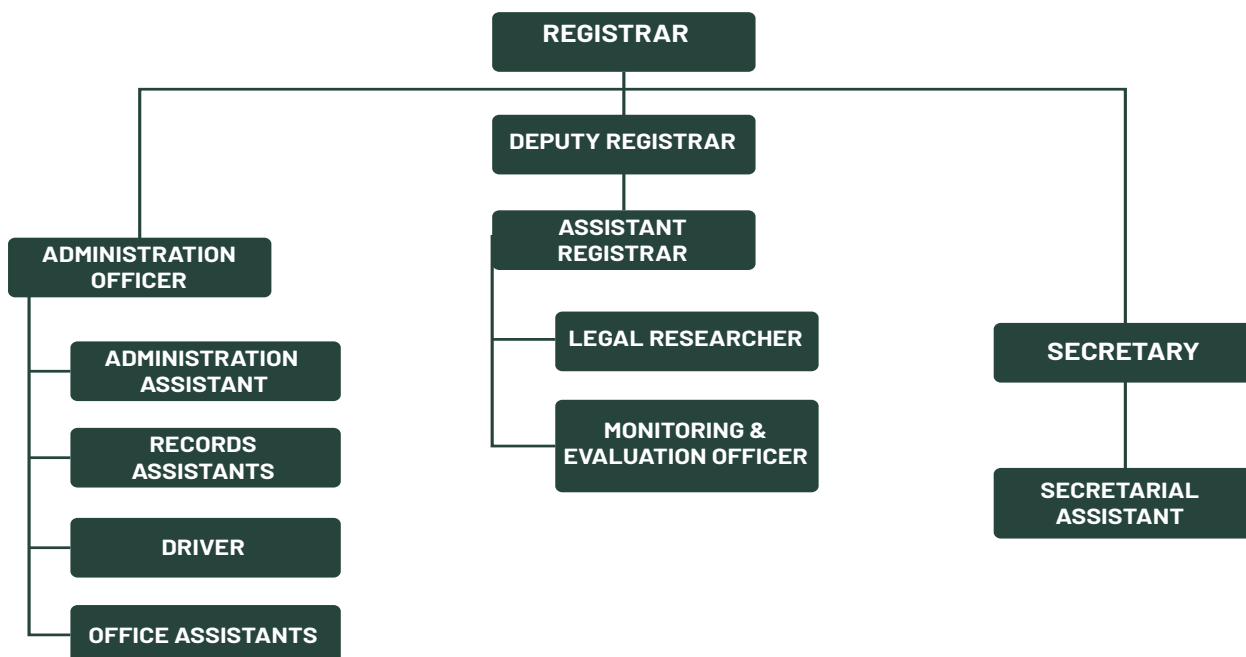 REGISTRAR
DEPUTY REGISTRAR
ASSISTANT
REGISTRAR
ADMINISTRATION
OFFICER
ADMINISTRATION
ASSISTANT
RECORDS
ASSISTANTS
DRIVER
OFFICE ASSISTANTS
LEGAL RESEARCHER
MONITORING &
EVALUATION OFFICER
SECRETARY
SECRETARIAL
ASSISTANT